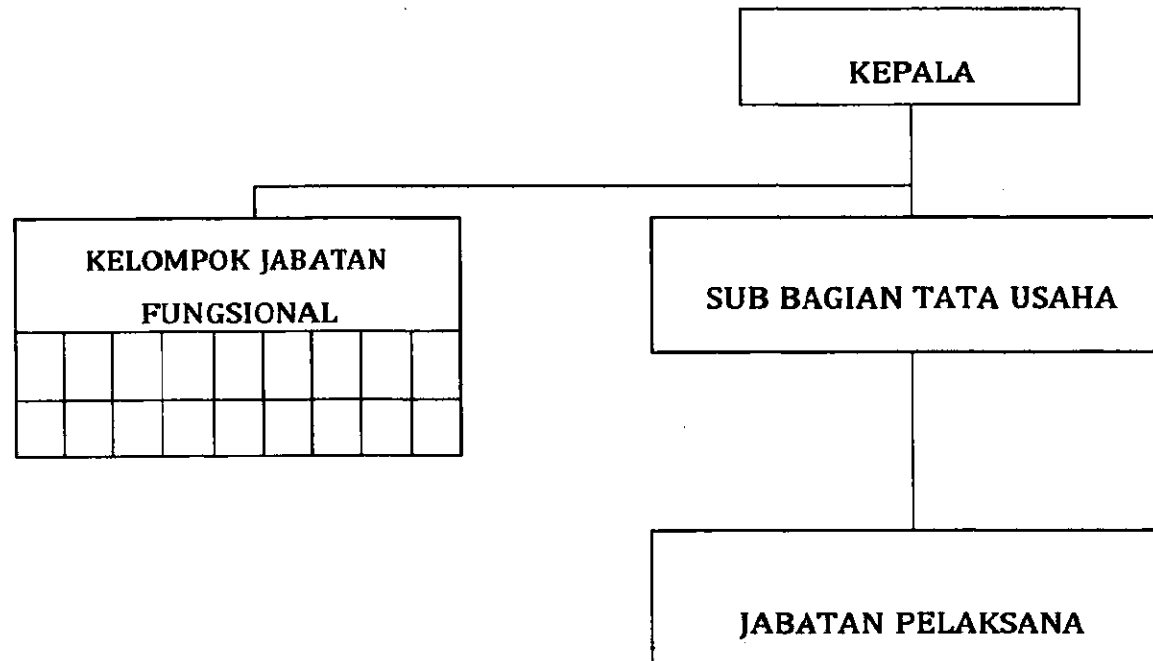 KEPALA
KELOMPOK JABATAN
FUNGSIONAL
SUB BAGIAN TATA USAHA
JABATAN PELAKSANA